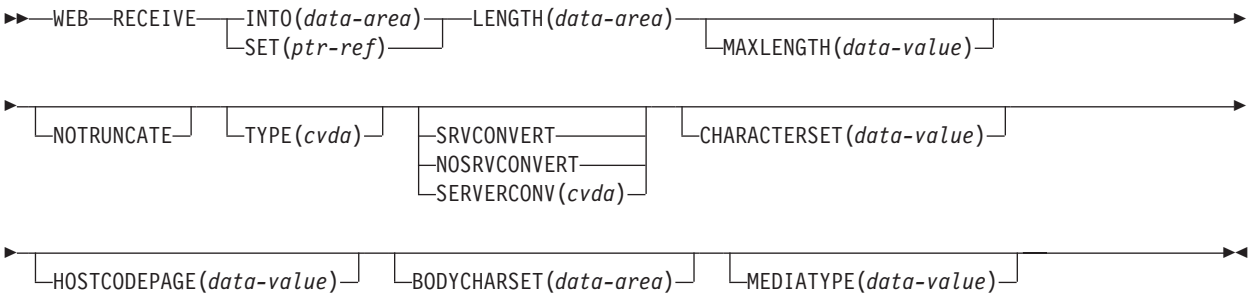 WEB RECEIVE INTO(data-area) LENGTH(data-area)
SET(ptr-ref) MAXLENGTH(data-value)
NOTRUNCATE TYPE(cvda) SRVCONVERT CHARACTERSET(data-value)
NOSRVCONVERT
SERVERCONV(cvda)
HOSTCODEPAGE(data-value) BODYCHARSET(data-area) MEDIATYPE(data-value)